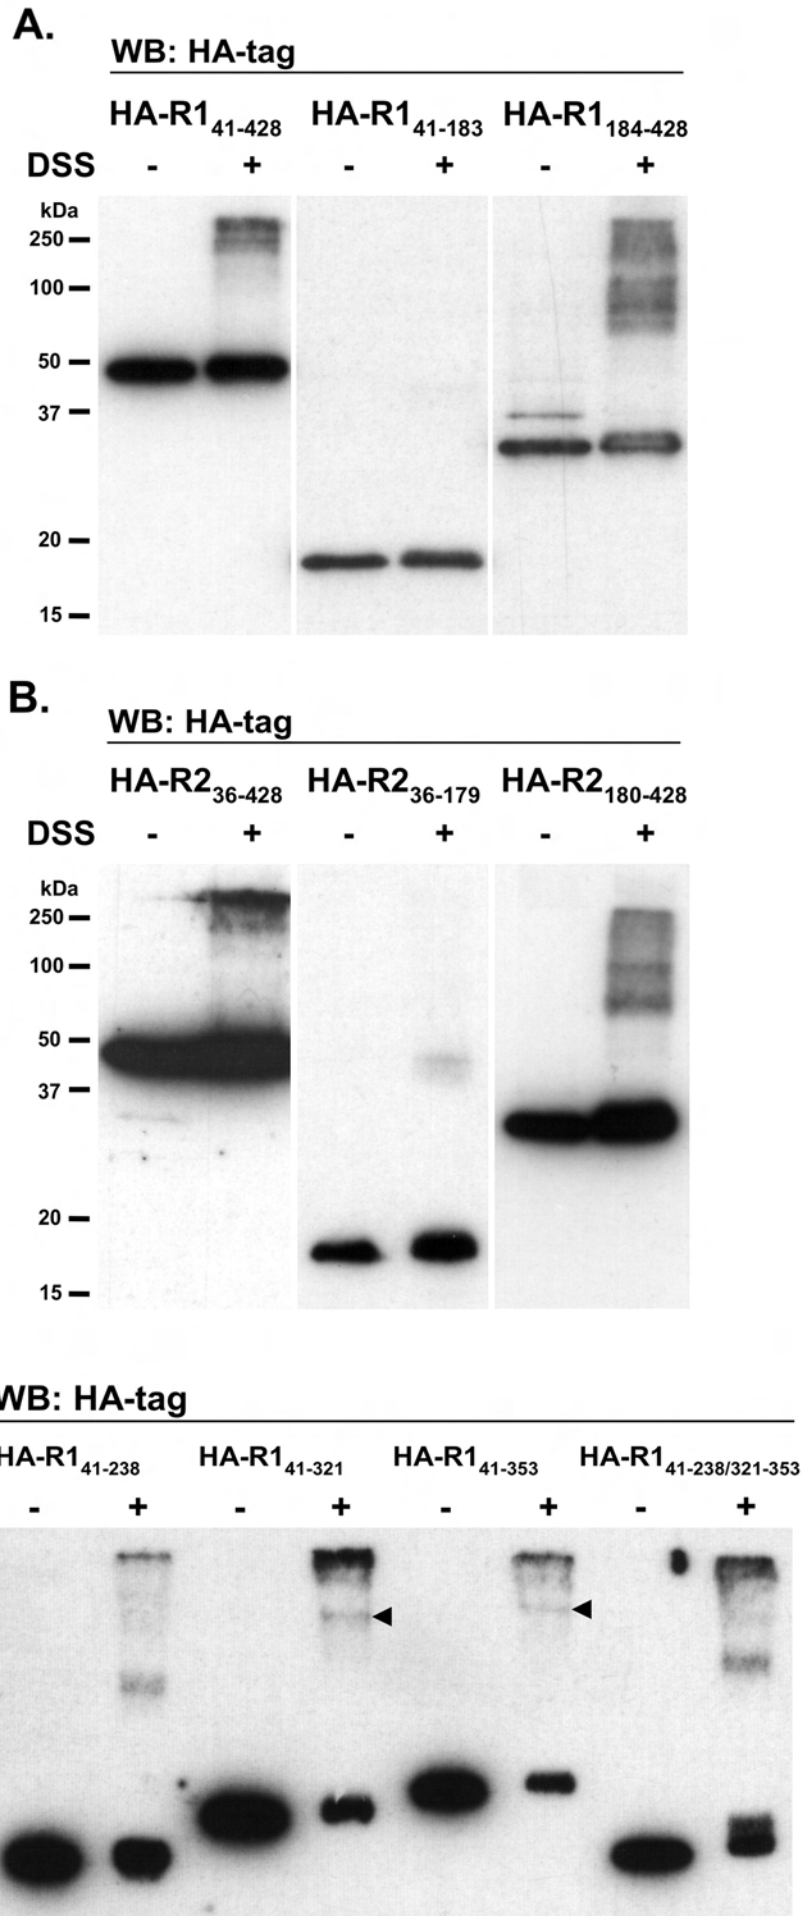 A.
WB: HA-tag
HA-R1 41-428 HA-R1 41-183 HA-R1 184-428
DSS - + - + - +
kDa
250
100
50
37
20
15
B.
WB: HA-tag
HA-R2 36-428 HA-R2 36-179 HA-R2 180-428
DSS - + - + - +
kDa
250
100
50
37
20
15
WB: HA-tag
HA-R1 41-238 HA-R1 41-321 HA-R1 41-353 HA-R1 41-238/321-353
- + - + - + - +